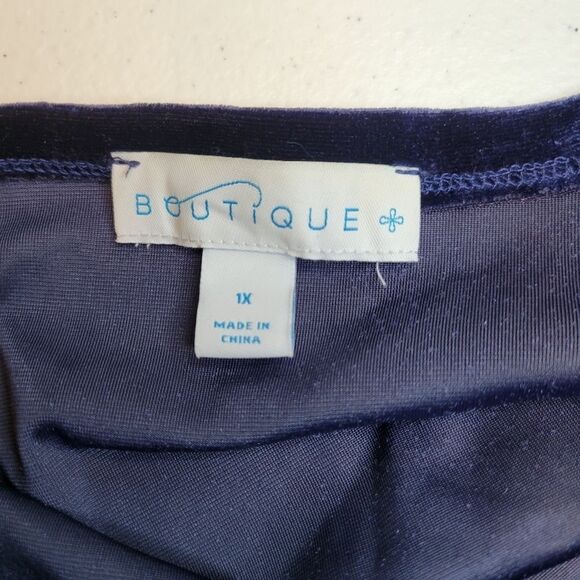 BOUTIQUE +
1X
MADE IN
CHINA